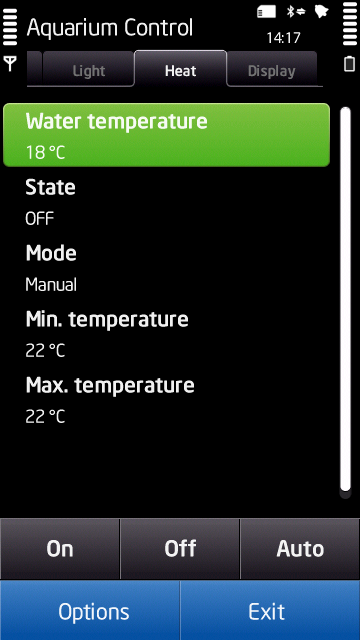 Aquarium Control
14:17
Light
Heat
Display
Water temperature
18 °C
State
OFF
Mode
Manual
Min. temperature
22 °C
Max. temperature
22 °C
On
Off
Auto
Options
Exit